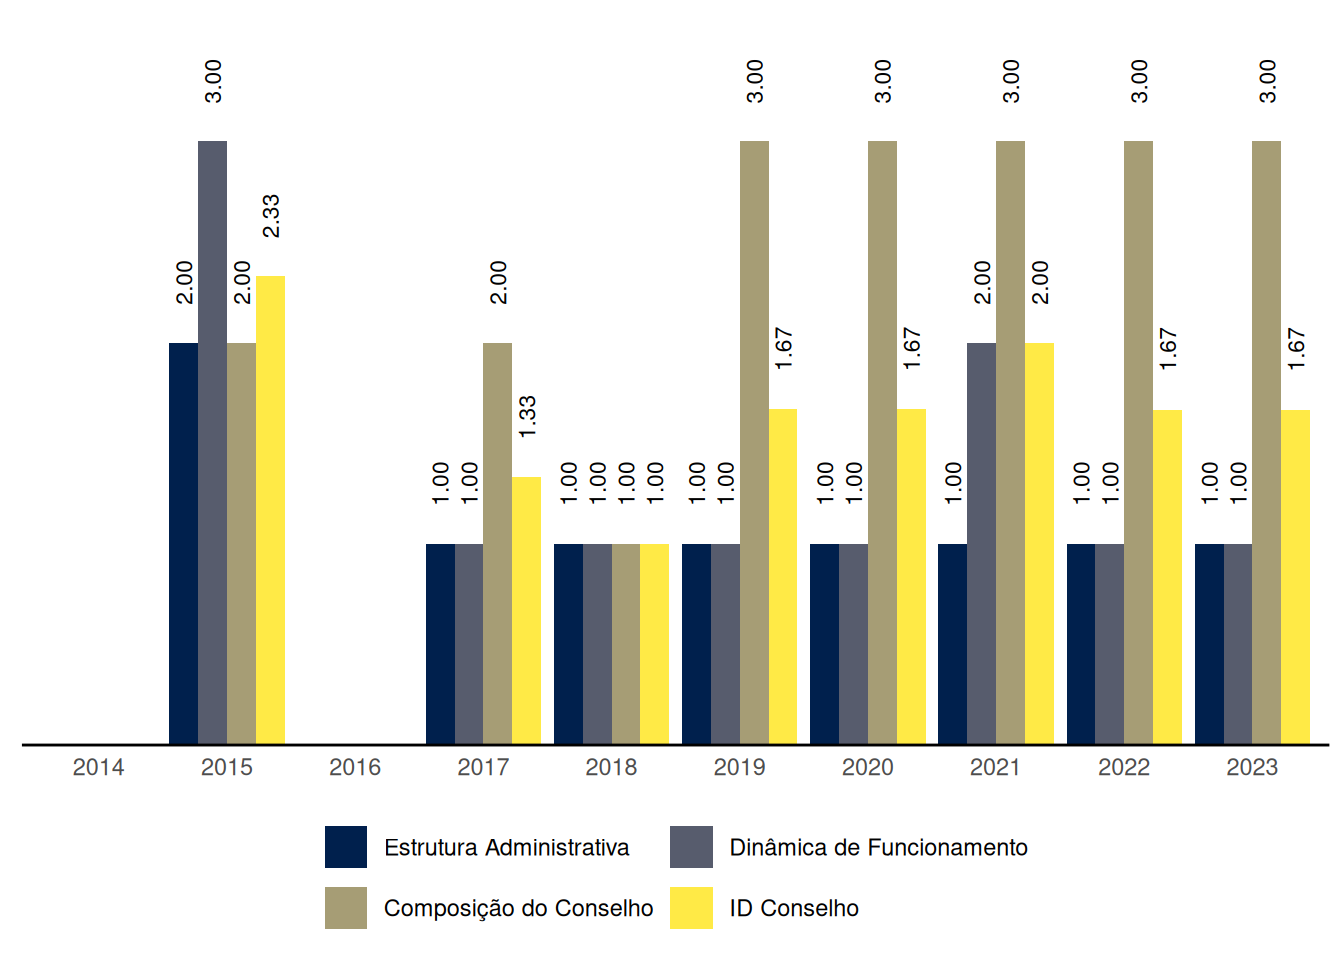 3.00 3.00 3.00 3.00 3.00 3.00
2.33
2.00 2.00 2.00 2.00 2.00
1.67 1.67 1.67 1.67
1.33
1.00 1.00 1.00 1.00 1.00 1.00 1.00 1.00 1.00 1.00 1.00 1.00 1.00 1.00 1.00
2014 2015 2016 2017 2018 2019 2020 2021 2022 2023
Estrutura Administrativa Dinâmica de Funcionamento
Composição do Conselho ID Conselho